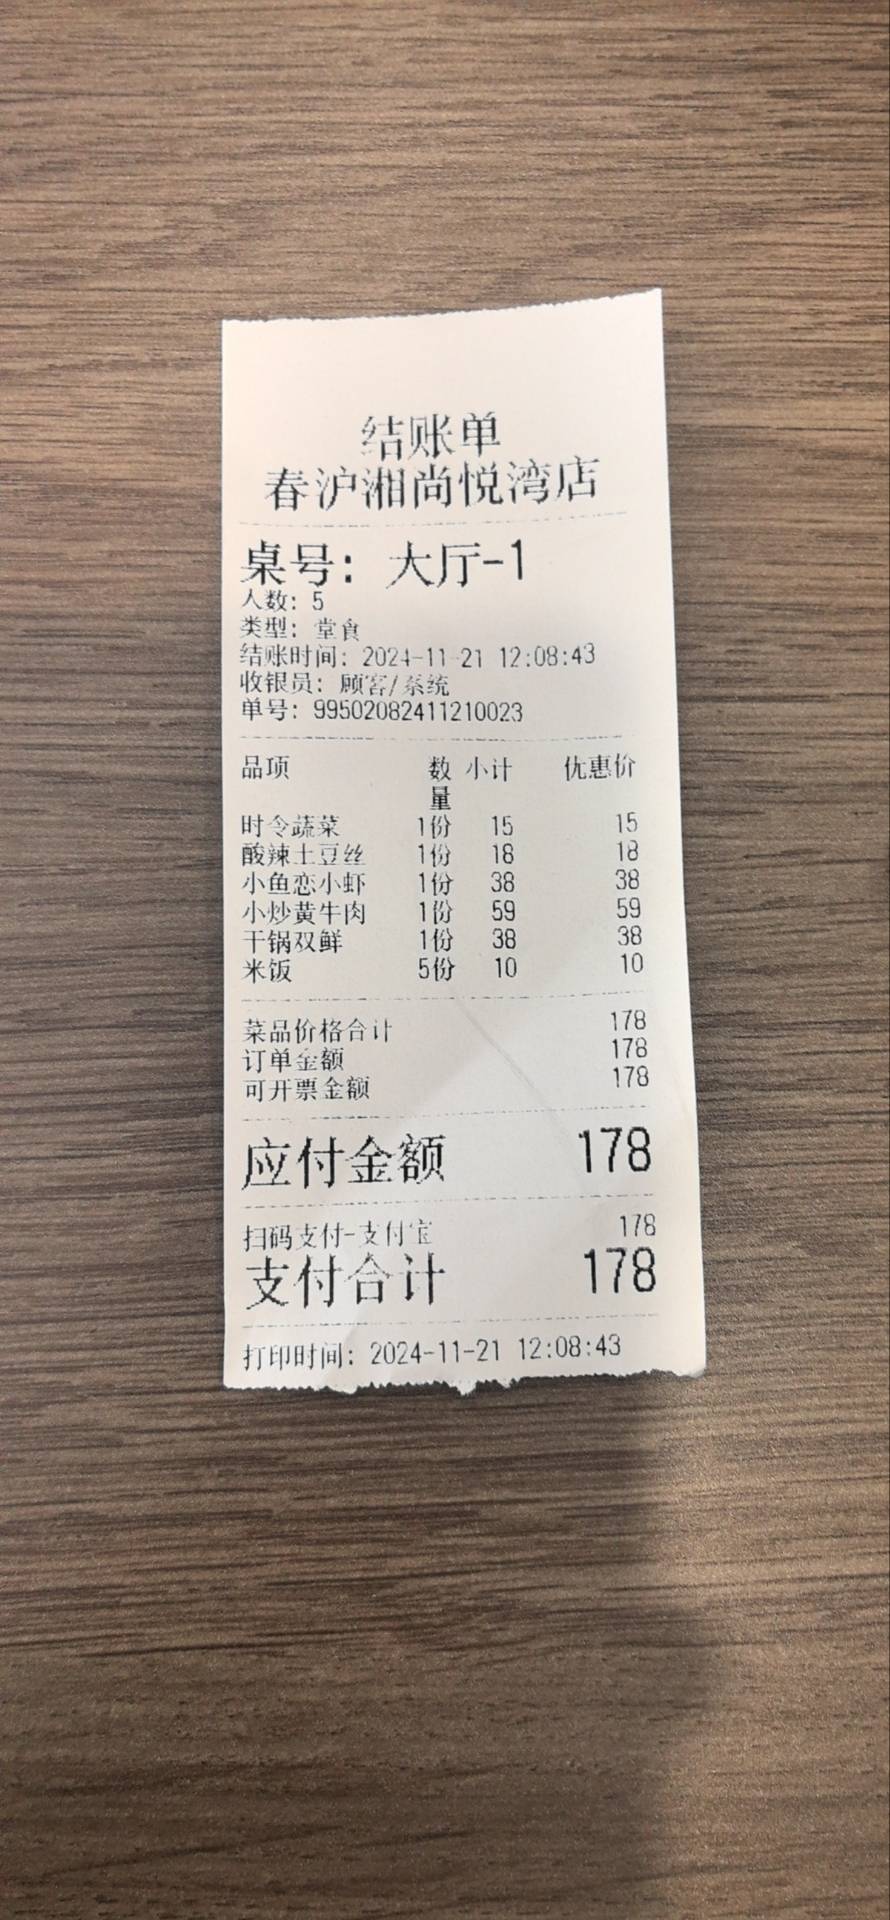 结账单
春沪湘尚悦湾店
桌号: 大厅-1
人数: 5
类型: 堂食
结账时间: 2024-11-21 12:08:43
收银员: 顾客/系统
单号: 99502082411210023
品项 数量 小计 优惠价
时令蔬菜 1份 15 15
酸辣土豆丝 1份 18 18
小鱼恋小虾 1份 38 38
小炒黄牛肉 1份 59 59
干锅双鲜 1份 38 38
米饭 5份 10 10
菜品价格合计 178
订单金额 178
可开票金额 178
应付金额 178
扫码支付-支付宝 178
支付合计 178
打印时间: 2024-11-21 12:08:43